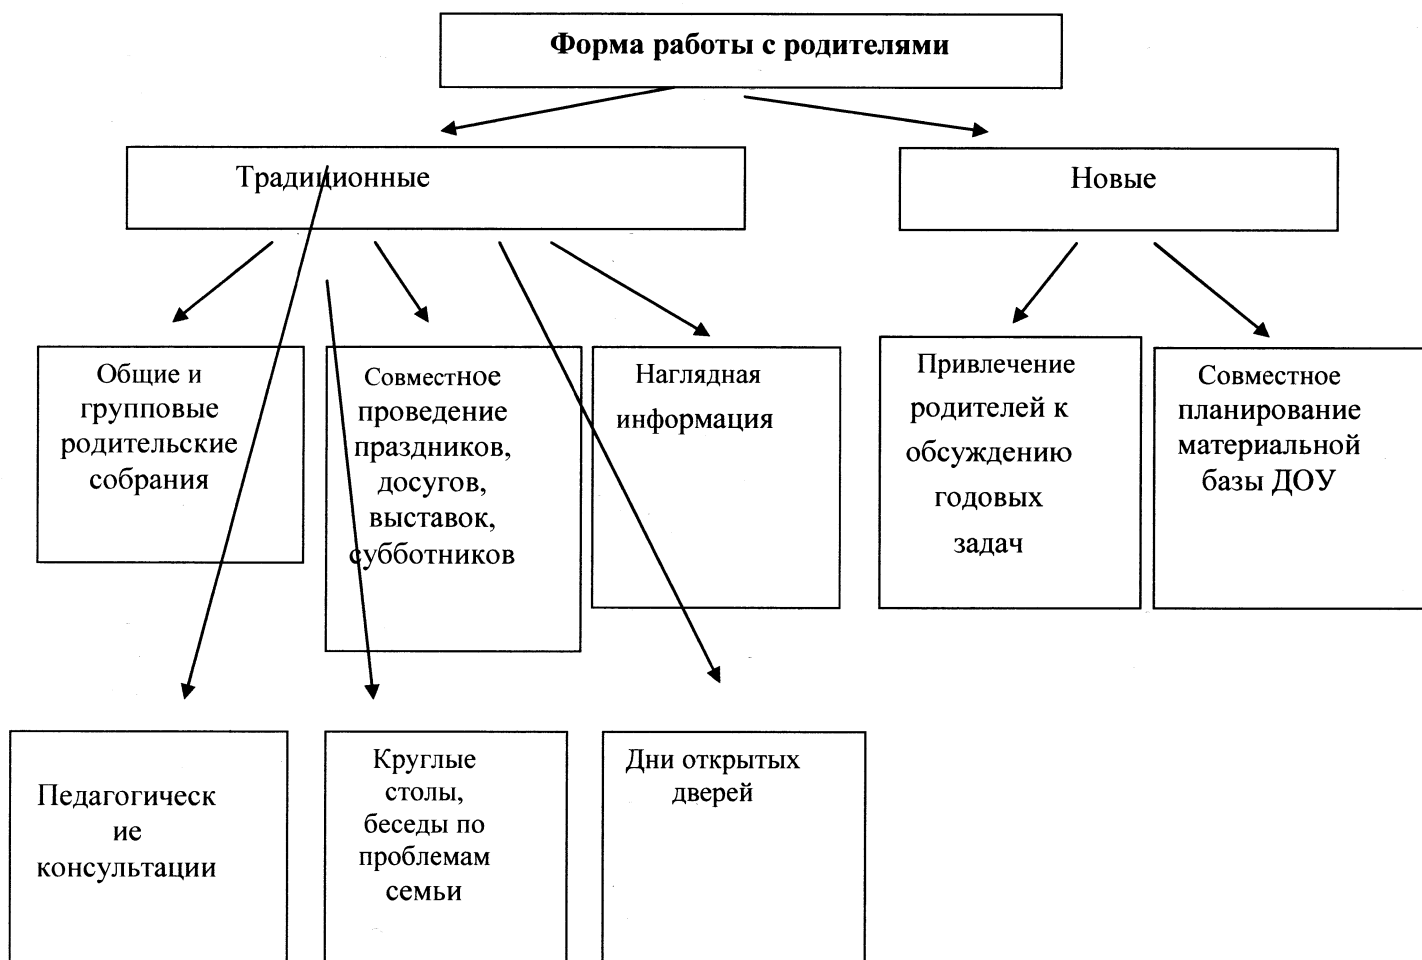 Форма работы с родителями
Традиционные
Новые
Общие и
групповые
родительские
собрания
Совместное
проведение
праздников,
досугов,
выставок,
субботников
Наглядная
информация
Привлечение
родителей к
обсуждению
годовых
задач
Совместное
планирование
материальной
базы ДОУ
Педагогическ
ие
консультации
Круглые
столы,
беседы по
проблемам
семьи
Дни открытых
дверей